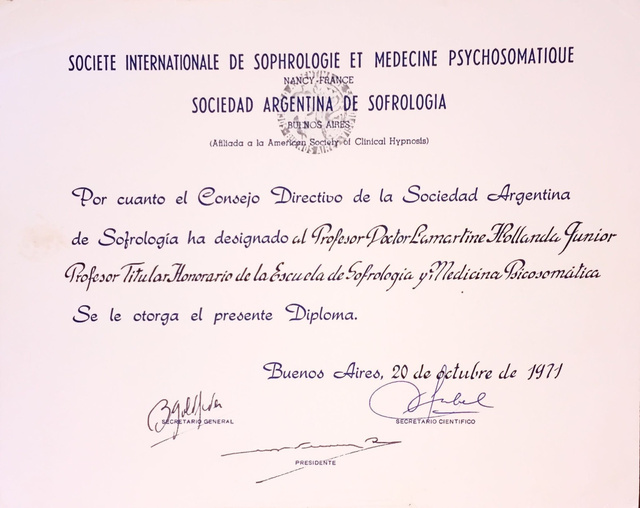 SOCIETE INTERNATIONALE DE SOPHROLOGIE ET MEDECINE PSYCHOSOMATIQUE
NANCY-FRANCE
SOCIEDAD ARGENTINA DE SOFROLOGIA
BUENOS AIRES
(Afiliada a la American Society of Clinical Hypnosis)
Por cuanto el Consejo Directivo de la Sociedad Argentina
de Sofrología ha designado al Profesor Doctor Lamartine Hollanda Junior
Profesor Titular Honorario de la Escuela de Sofrologia y Medicina Psicosomática
Se le otorga el presente Diploma.
Buenos Aires, 20 de octubre de 1971
SECRETARIO GENERAL
SECRETARIO CIENTIFICO
PRESIDENTE